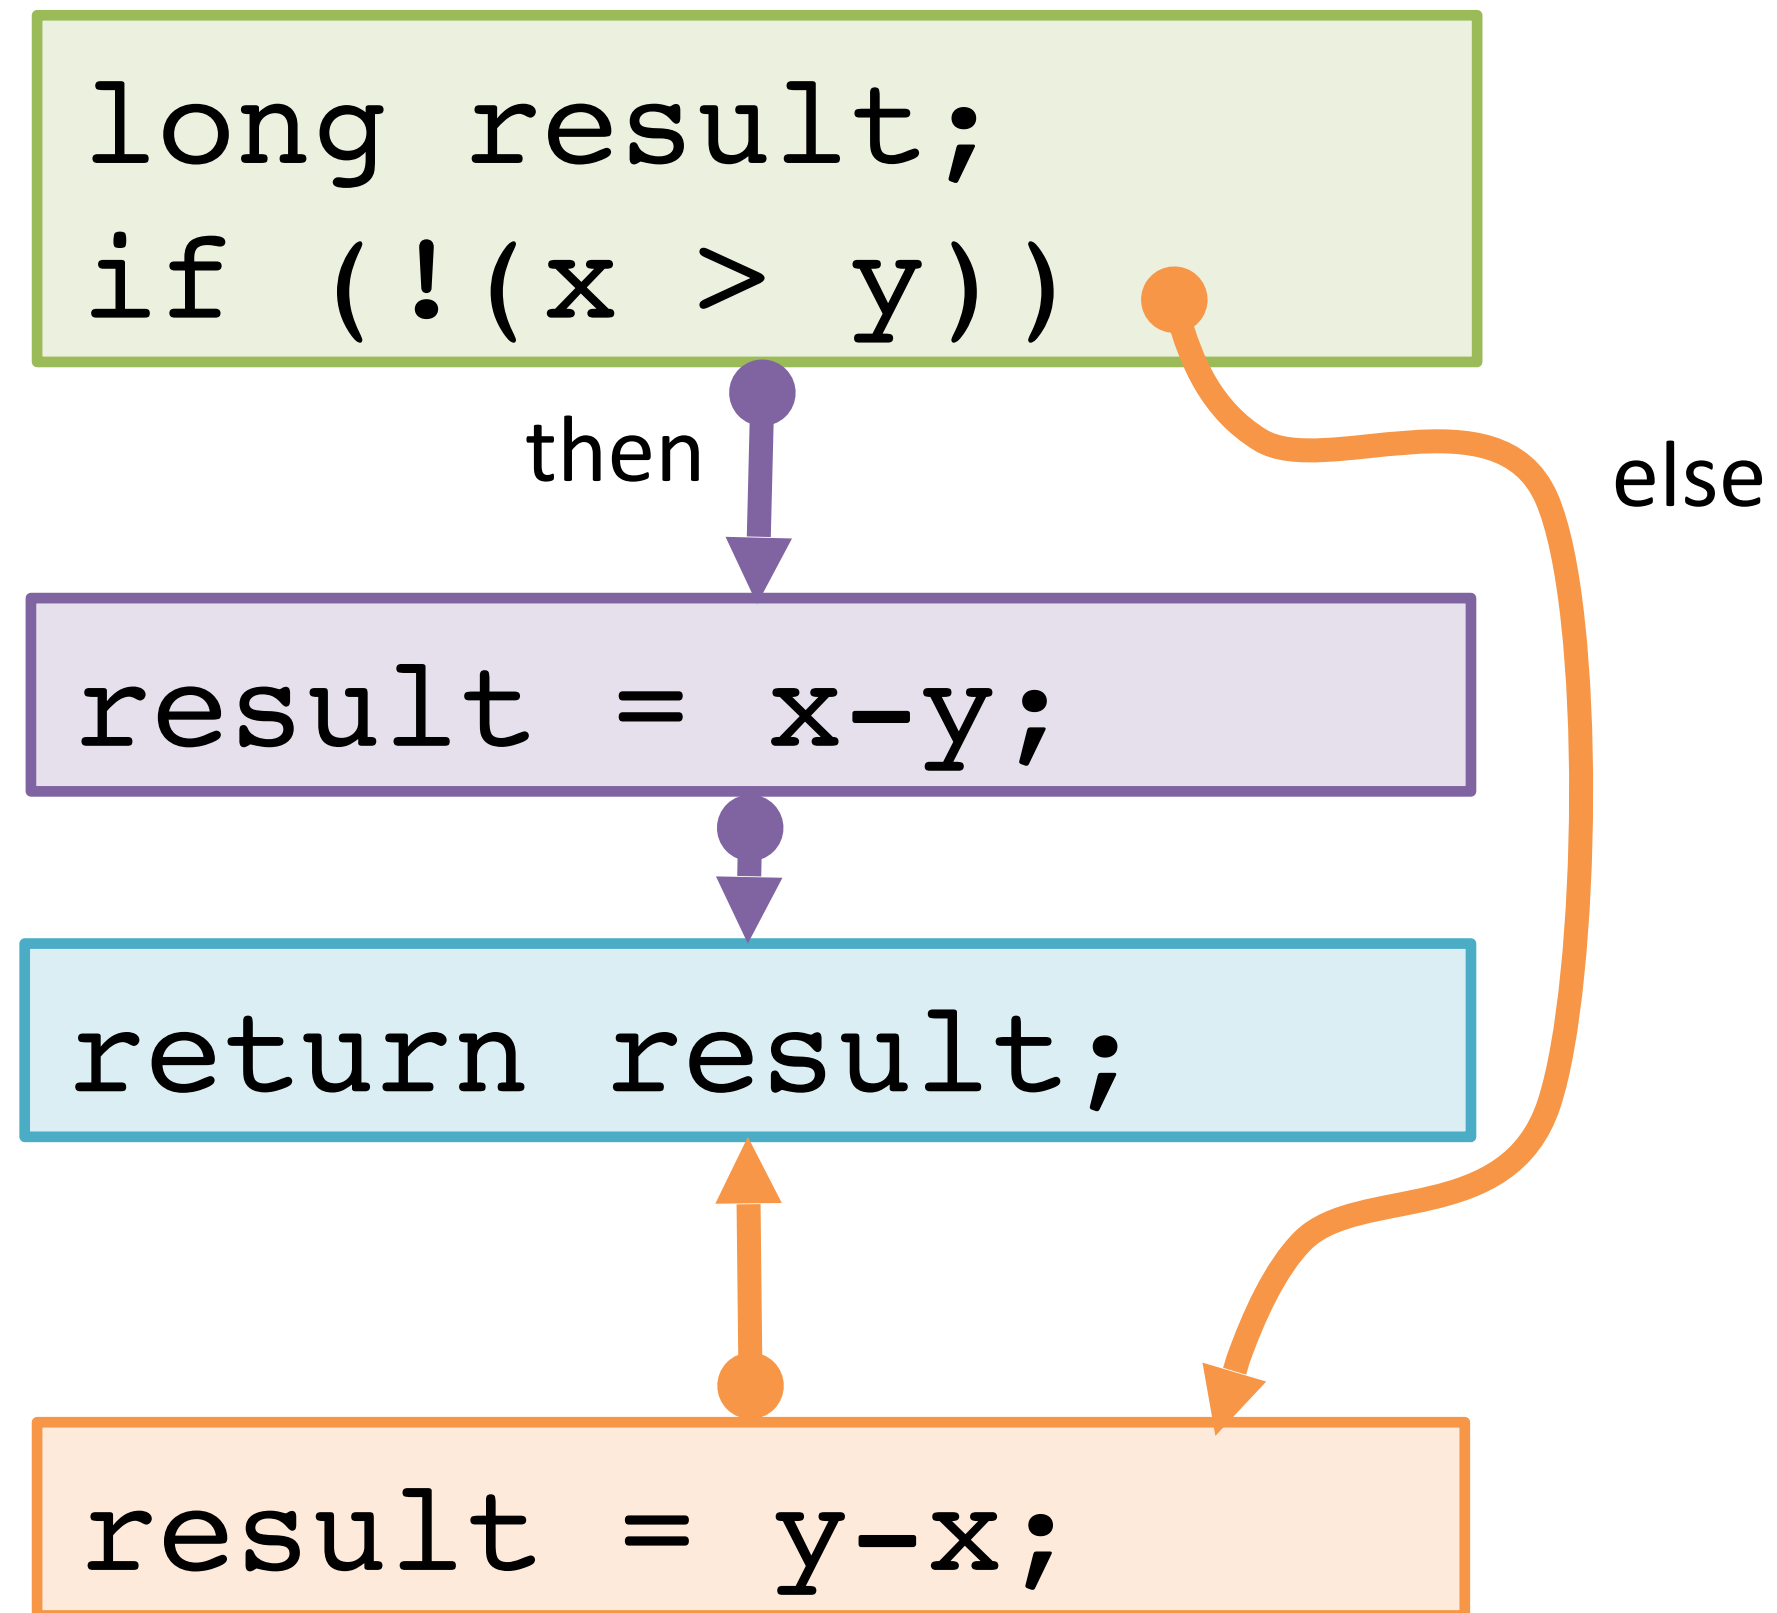 long result;
if (!(x > y))
then
else
result = x-y;
return result;
result = y-x;